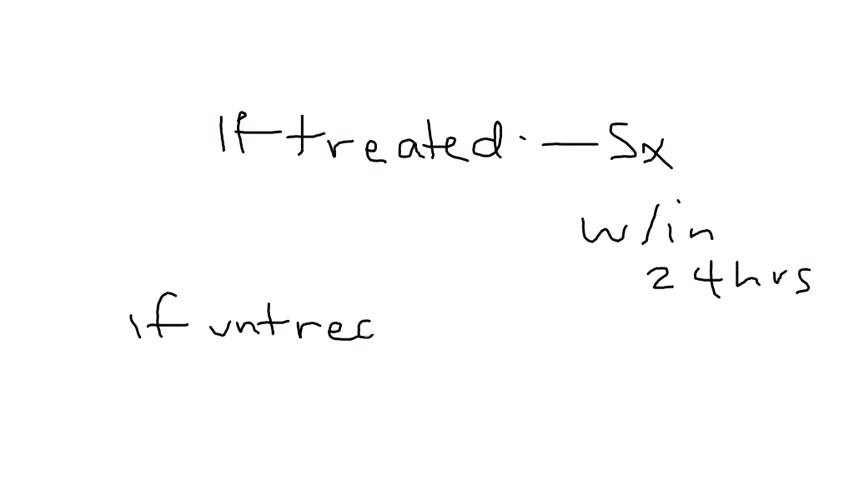 If treated. — Sx
w/in
24hrs
if untrec